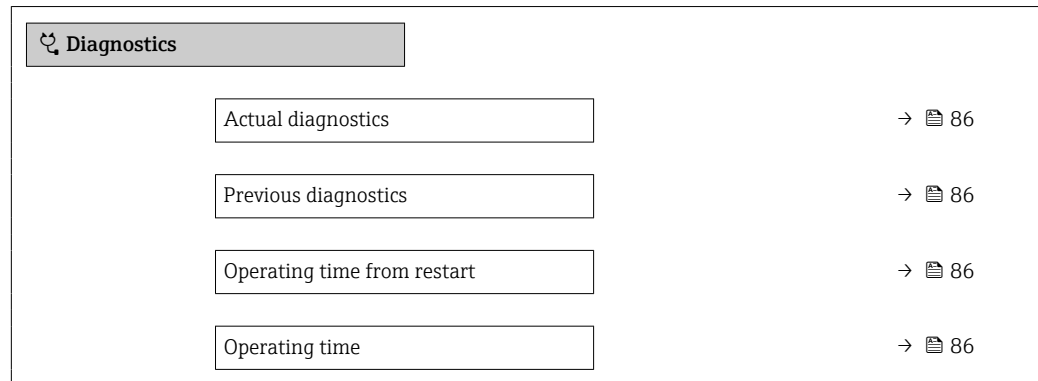 Diagnostics
Actual diagnostics → 86
Previous diagnostics → 86
Operating time from restart → 86
Operating time → 86